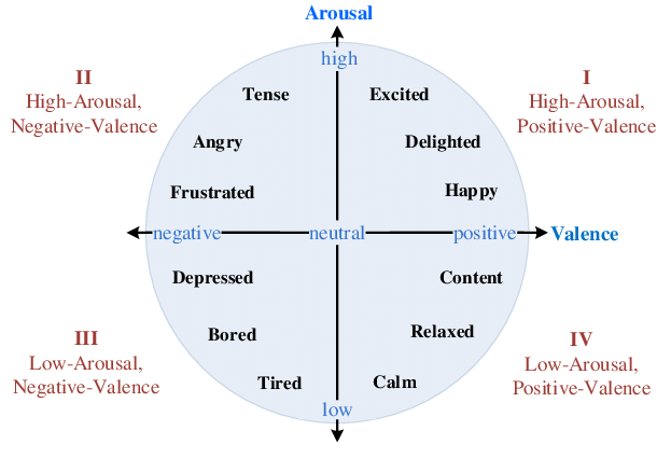 Arousal
high
II
High-Arousal,
Negative-Valence
I
High-Arousal,
Positive-Valence
Tense
Excited
Angry
Delighted
Frustrated
Happy
negative
neutral
positive
Valence
Depressed
Content
Bored
Relaxed
Tired
Calm
III
Low-Arousal,
Negative-Valence
IV
Low-Arousal,
Positive-Valence
low